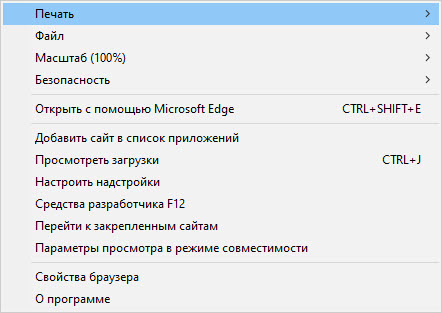 Печать
Файл
Масштаб (100%)
Безопасность
Открыть с помощью Microsoft Edge CTRL+SHIFT+E
Добавить сайт в список приложений
Просмотреть загрузки CTRL+J
Настроить надстройки
Средства разработчика F12
Перейти к закрепленным сайтам
Параметры просмотра в режиме совместимости
Свойства браузера
О программе